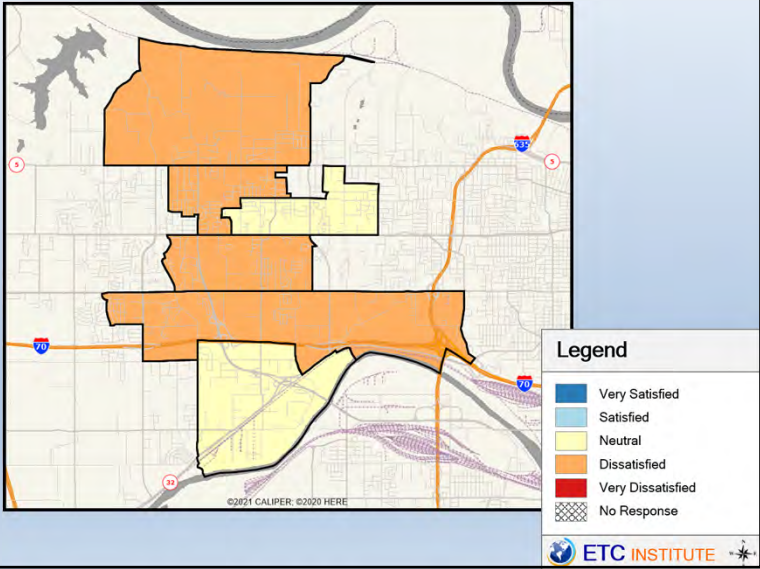 635
5
5
70
Legend
70
Very Satisfied
Satisfied
Neutral
Dissatisfied
Very Dissatisfied
32
©2021 CALIPER; ©2020 HERE
No Response
ETC INSTITUTE